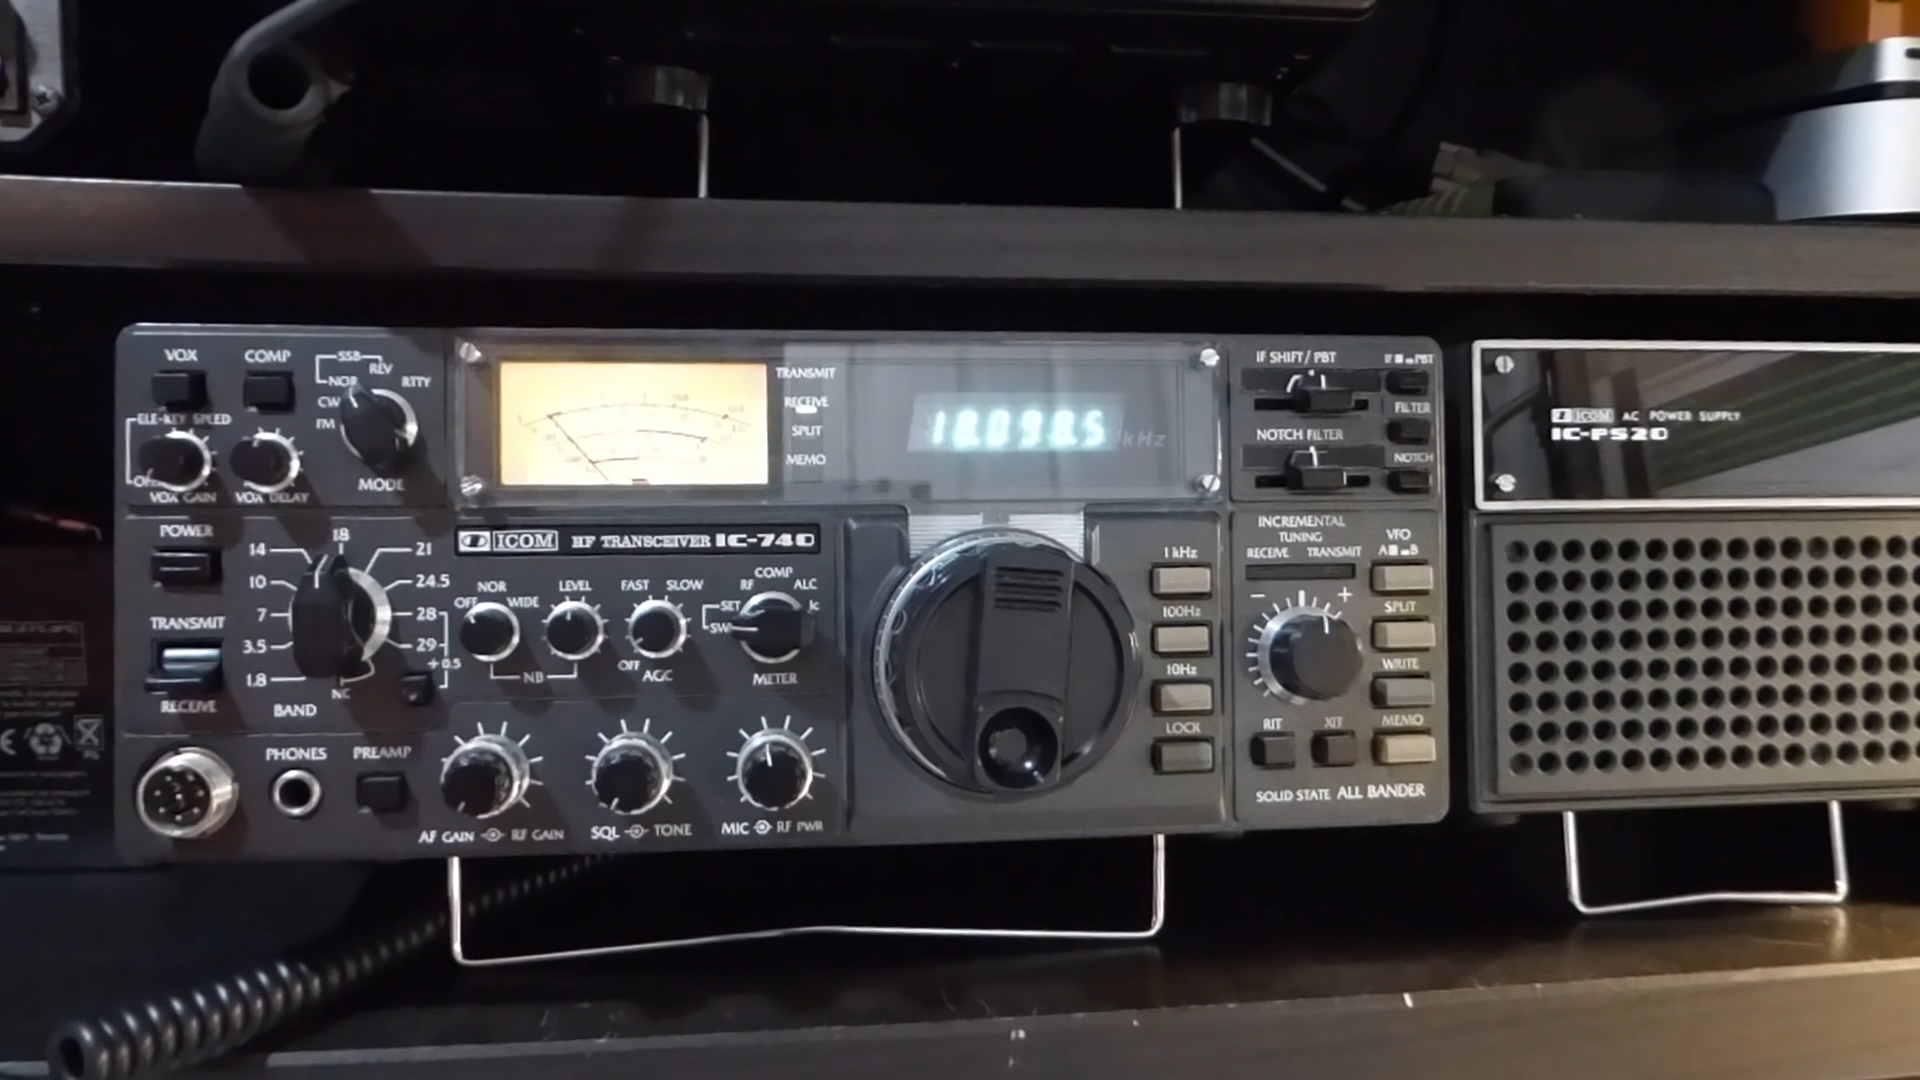 VOX COMP
SSB
NOR REV RTTY
CW
FM
ELE-KEY SPEED
VOX GAIN VOX DELAY MODE
TRANSMIT
RECEIVE
SPLIT
MEMO
kHz
IF SHIFT/PBT
FILTER
NOTCH FILTER
NOTCH
ICOM AC POWER SUPPLY
IC-PS20
POWER
ICOM HF TRANSCEIVER IC-740
18
14 21
10 24.5
7 28
3.5 29
+0.5
1.8
NC
BAND
TRANSMIT
RECEIVE
NOR LEVEL FAST SLOW
OFF WIDE
NB
OFF
AGC
COMP
RF ALC
SET Ic
METER
1 kHz
100Hz
10Hz
LOCK
INCREMENTAL
TUNING
RECEIVE TRANSMIT
- +
VFO
A B
SPLIT
WRITE
RIT XIT MEMO
PHONES PREAMP
AF GAIN RF GAIN SQL TONE MIC RF PWR
SOLID STATE ALL BANDER